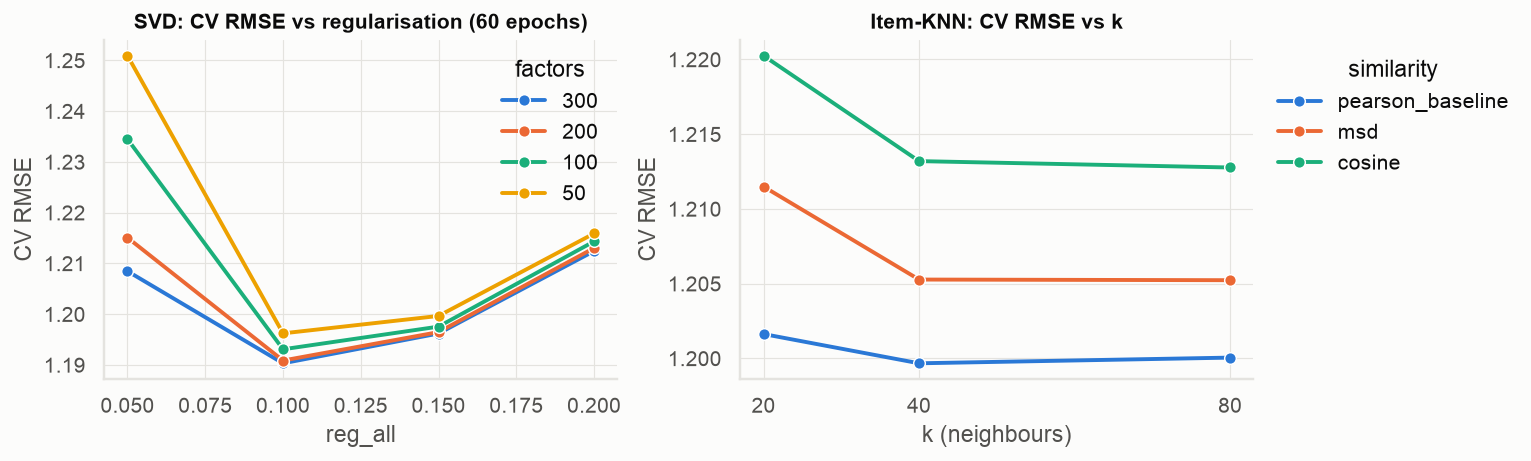 SVD: CV RMSE vs regularisation (60 epochs)
CV RMSE
1.25
1.24
1.23
1.22
1.21
1.20
1.19
factors
300
200
100
50
0.050 0.075 0.100 0.125 0.150 0.175 0.200
reg_all
Item-KNN: CV RMSE vs k
CV RMSE
1.220
1.215
1.210
1.205
1.200
20 40 80
k (neighbours)
similarity
pearson_baseline
msd
cosine